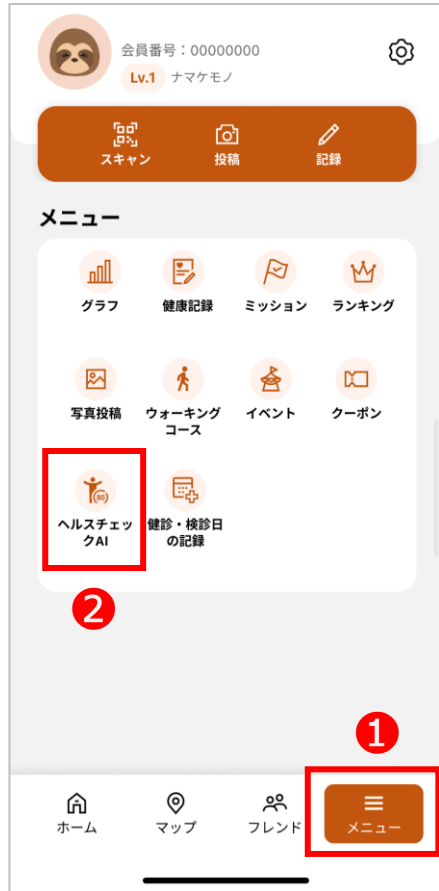 会員番号：00000000
Lv.1 ナマケモノ
スキャン 投稿 記録
メニュー
グラフ 健康記録 ミッション ランキング
写真投稿 ウォーキング イベント クーポン
コース
80
ヘルスチェッ 健診・検診日
クAI の記録
2
1
ホーム マップ フレンド メニュー